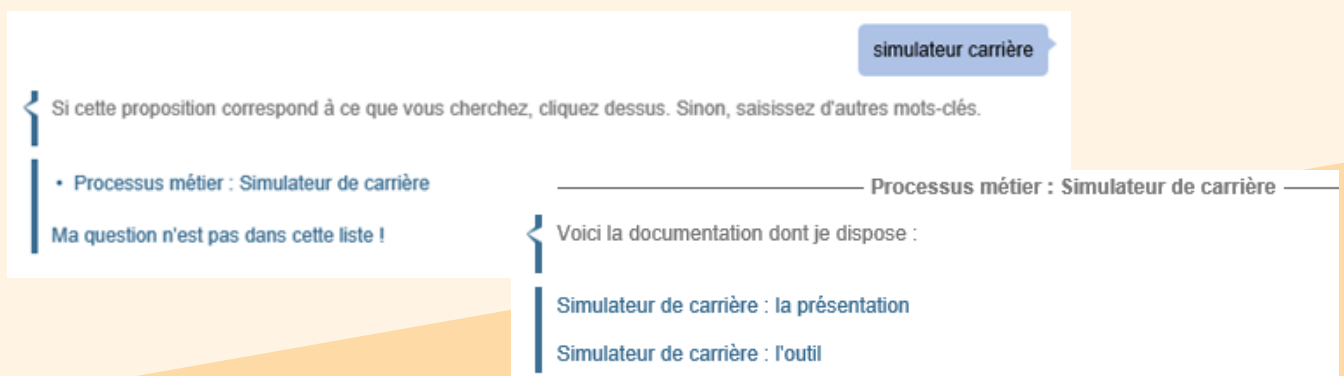 simulateur carrière
Si cette proposition correspond à ce que vous cherchez, cliquez dessus. Sinon, saisissez d'autres mots-clés.
• Processus métier : Simulateur de carrière
Ma question n'est pas dans cette liste !
Processus métier : Simulateur de carrière
Voici la documentation dont je dispose :
Simulateur de carrière : la présentation
Simulateur de carrière : l'outil